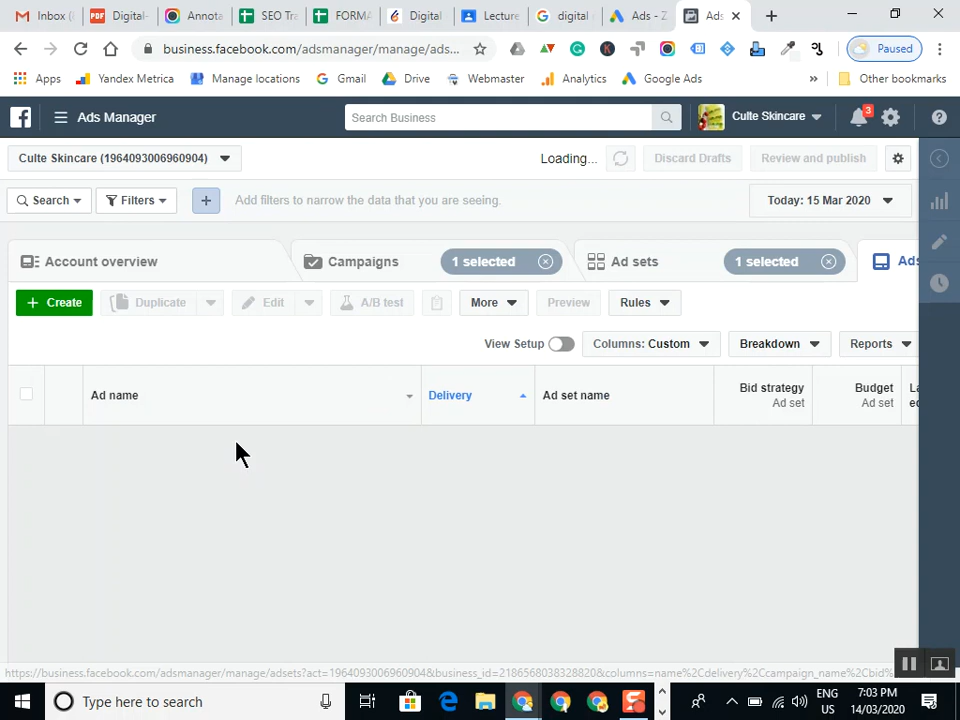 Inbox (
Digital-
Annota
SEO Tra
FORMA
Digital
Lecture
digital
Ads - Z
Ads
business.facebook.com/adsmanager/manage/ads...
Paused
Apps
Yandex Metrica
Manage locations
Gmail
Drive
Webmaster
Analytics
Google Ads
»
Other bookmarks
Ads Manager
Search Business
Culte Skincare
3
Culte Skincare (1964093006960904)
Loading...
Discard Drafts
Review and publish
Search
Filters
+
Add filters to narrow the data that you are seeing.
Today: 15 Mar 2020
Account overview
Campaigns
1 selected
Ad sets
1 selected
Ads
+ Create
Duplicate
Edit
A/B test
More
Preview
Rules
View Setup
Columns: Custom
Breakdown
Reports
Ad name
Delivery
Ad set name
Bid strategy
Ad set
Budget
Ad set
La
ec
https://business.facebook.com/adsmanager/manage/adsets?act=1964093006960904&business_id=218656803832882​0&columns=name%2Cdelivery%2Ccampaign_name%2Cbid%
Type here to search
ENG
US
7:03 PM
14/03/2020